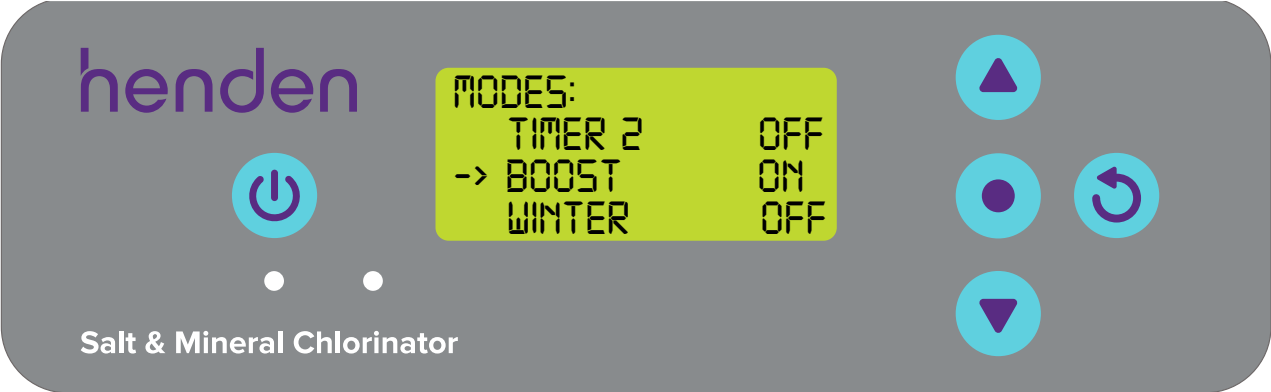 henden
MODES:
TIMER 2 OFF
-> BOOST ON
WINTER OFF
Salt & Mineral Chlorinator